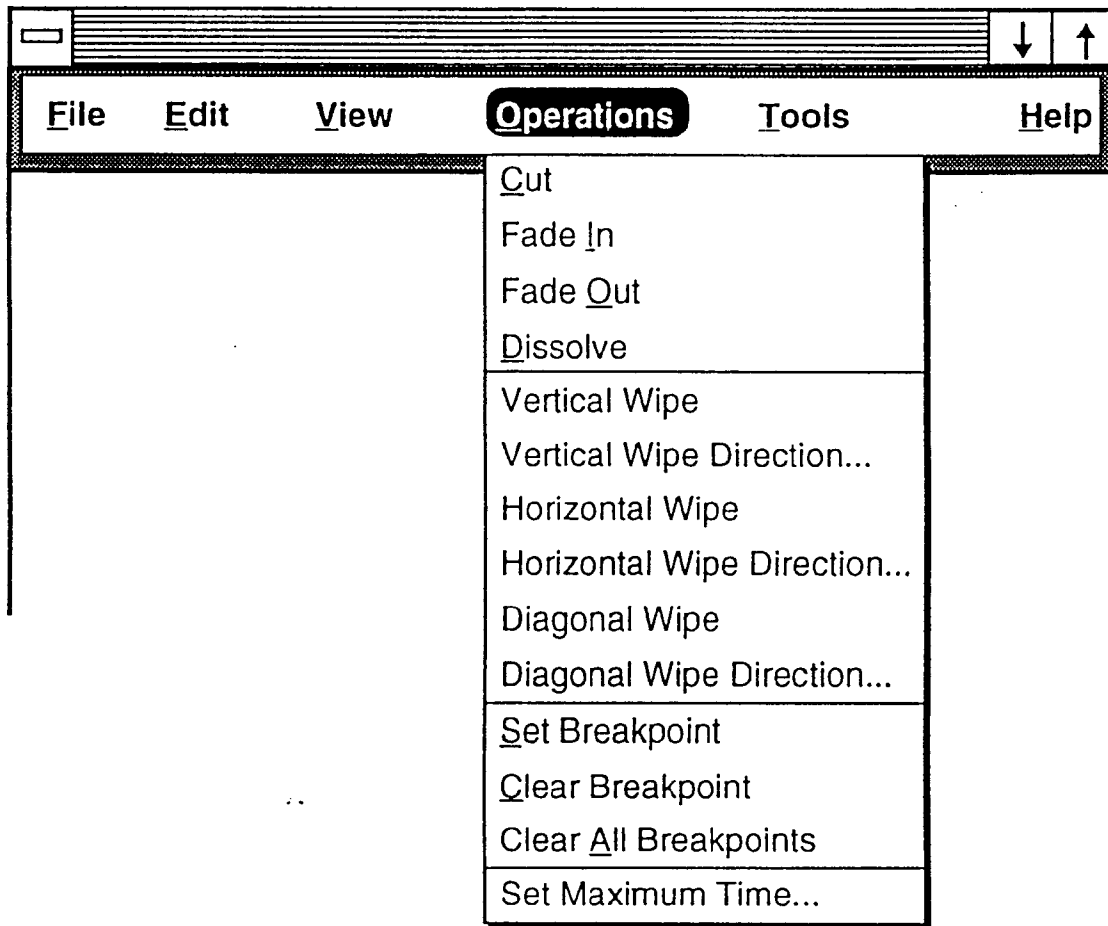 File Edit View Operations Tools Help
Cut
Fade In
Fade Out
Dissolve
Vertical Wipe
Vertical Wipe Direction...
Horizontal Wipe
Horizontal Wipe Direction...
Diagonal Wipe
Diagonal Wipe Direction...
Set Breakpoint
Clear Breakpoint
Clear All Breakpoints
Set Maximum Time...